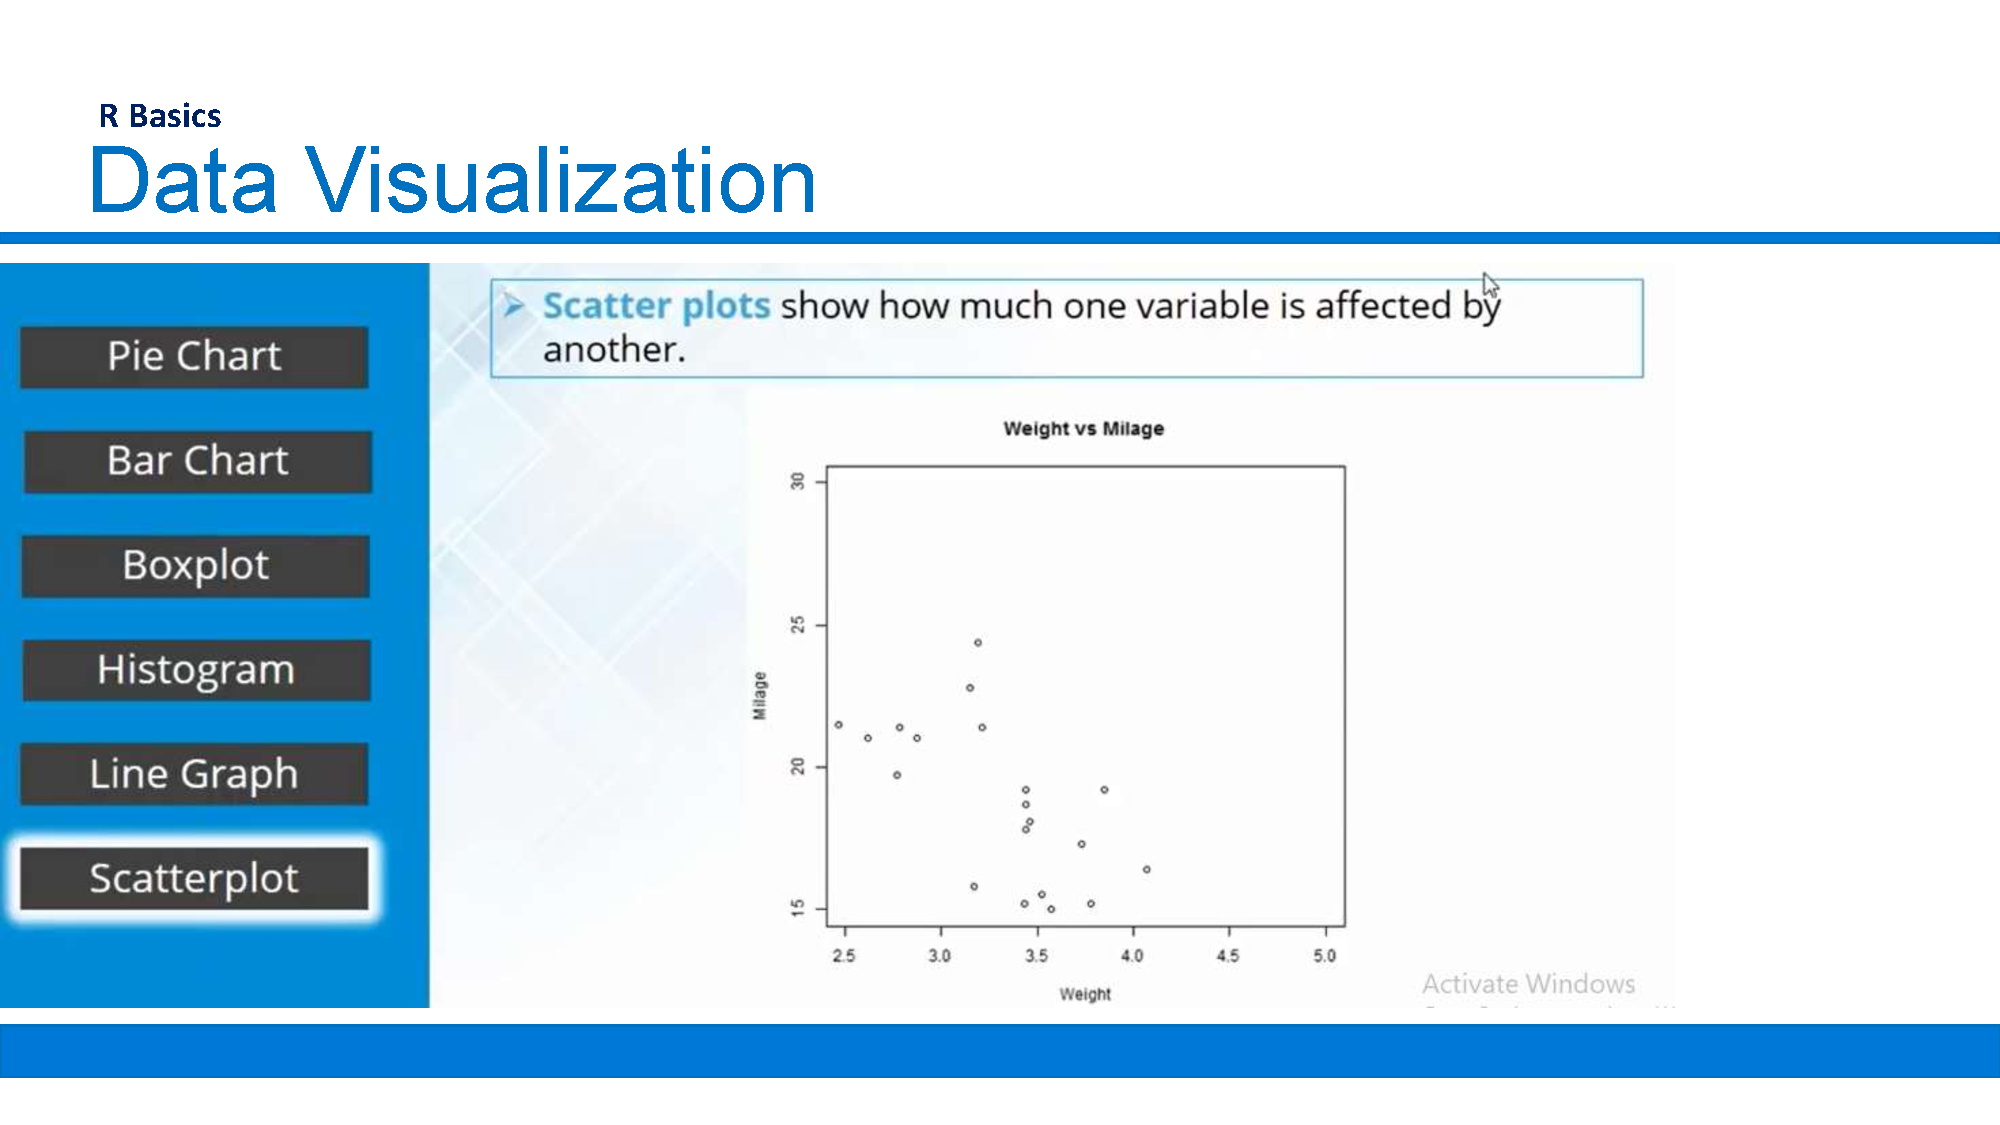 R Basics
Data Visualization
Pie Chart
Bar Chart
Boxplot
Histogram
Line Graph
Scatterplot
Scatter plots show how much one variable is affected by
another.
Weight vs Milage
Milage
30
25
20
15
2.5 3.0 3.5 4.0 4.5 5.0
Weight
Activate Windows